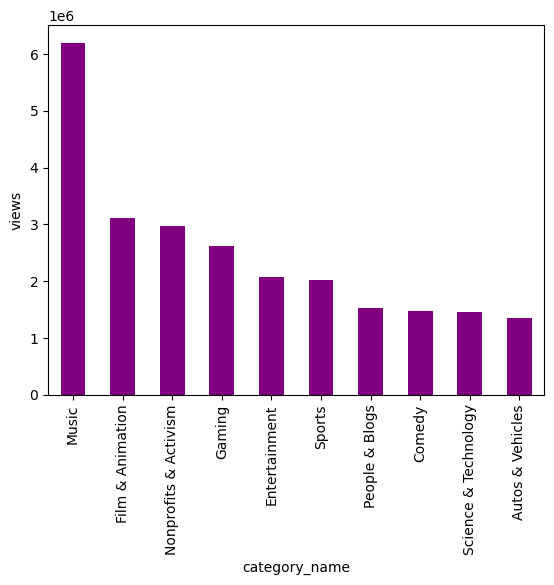 1e6
6
5
4
3
2
1
0
views
Music
Film & Animation
Nonprofits & Activism
Gaming
Entertainment
Sports
People & Blogs
Comedy
Science & Technology
Autos & Vehicles
category_name